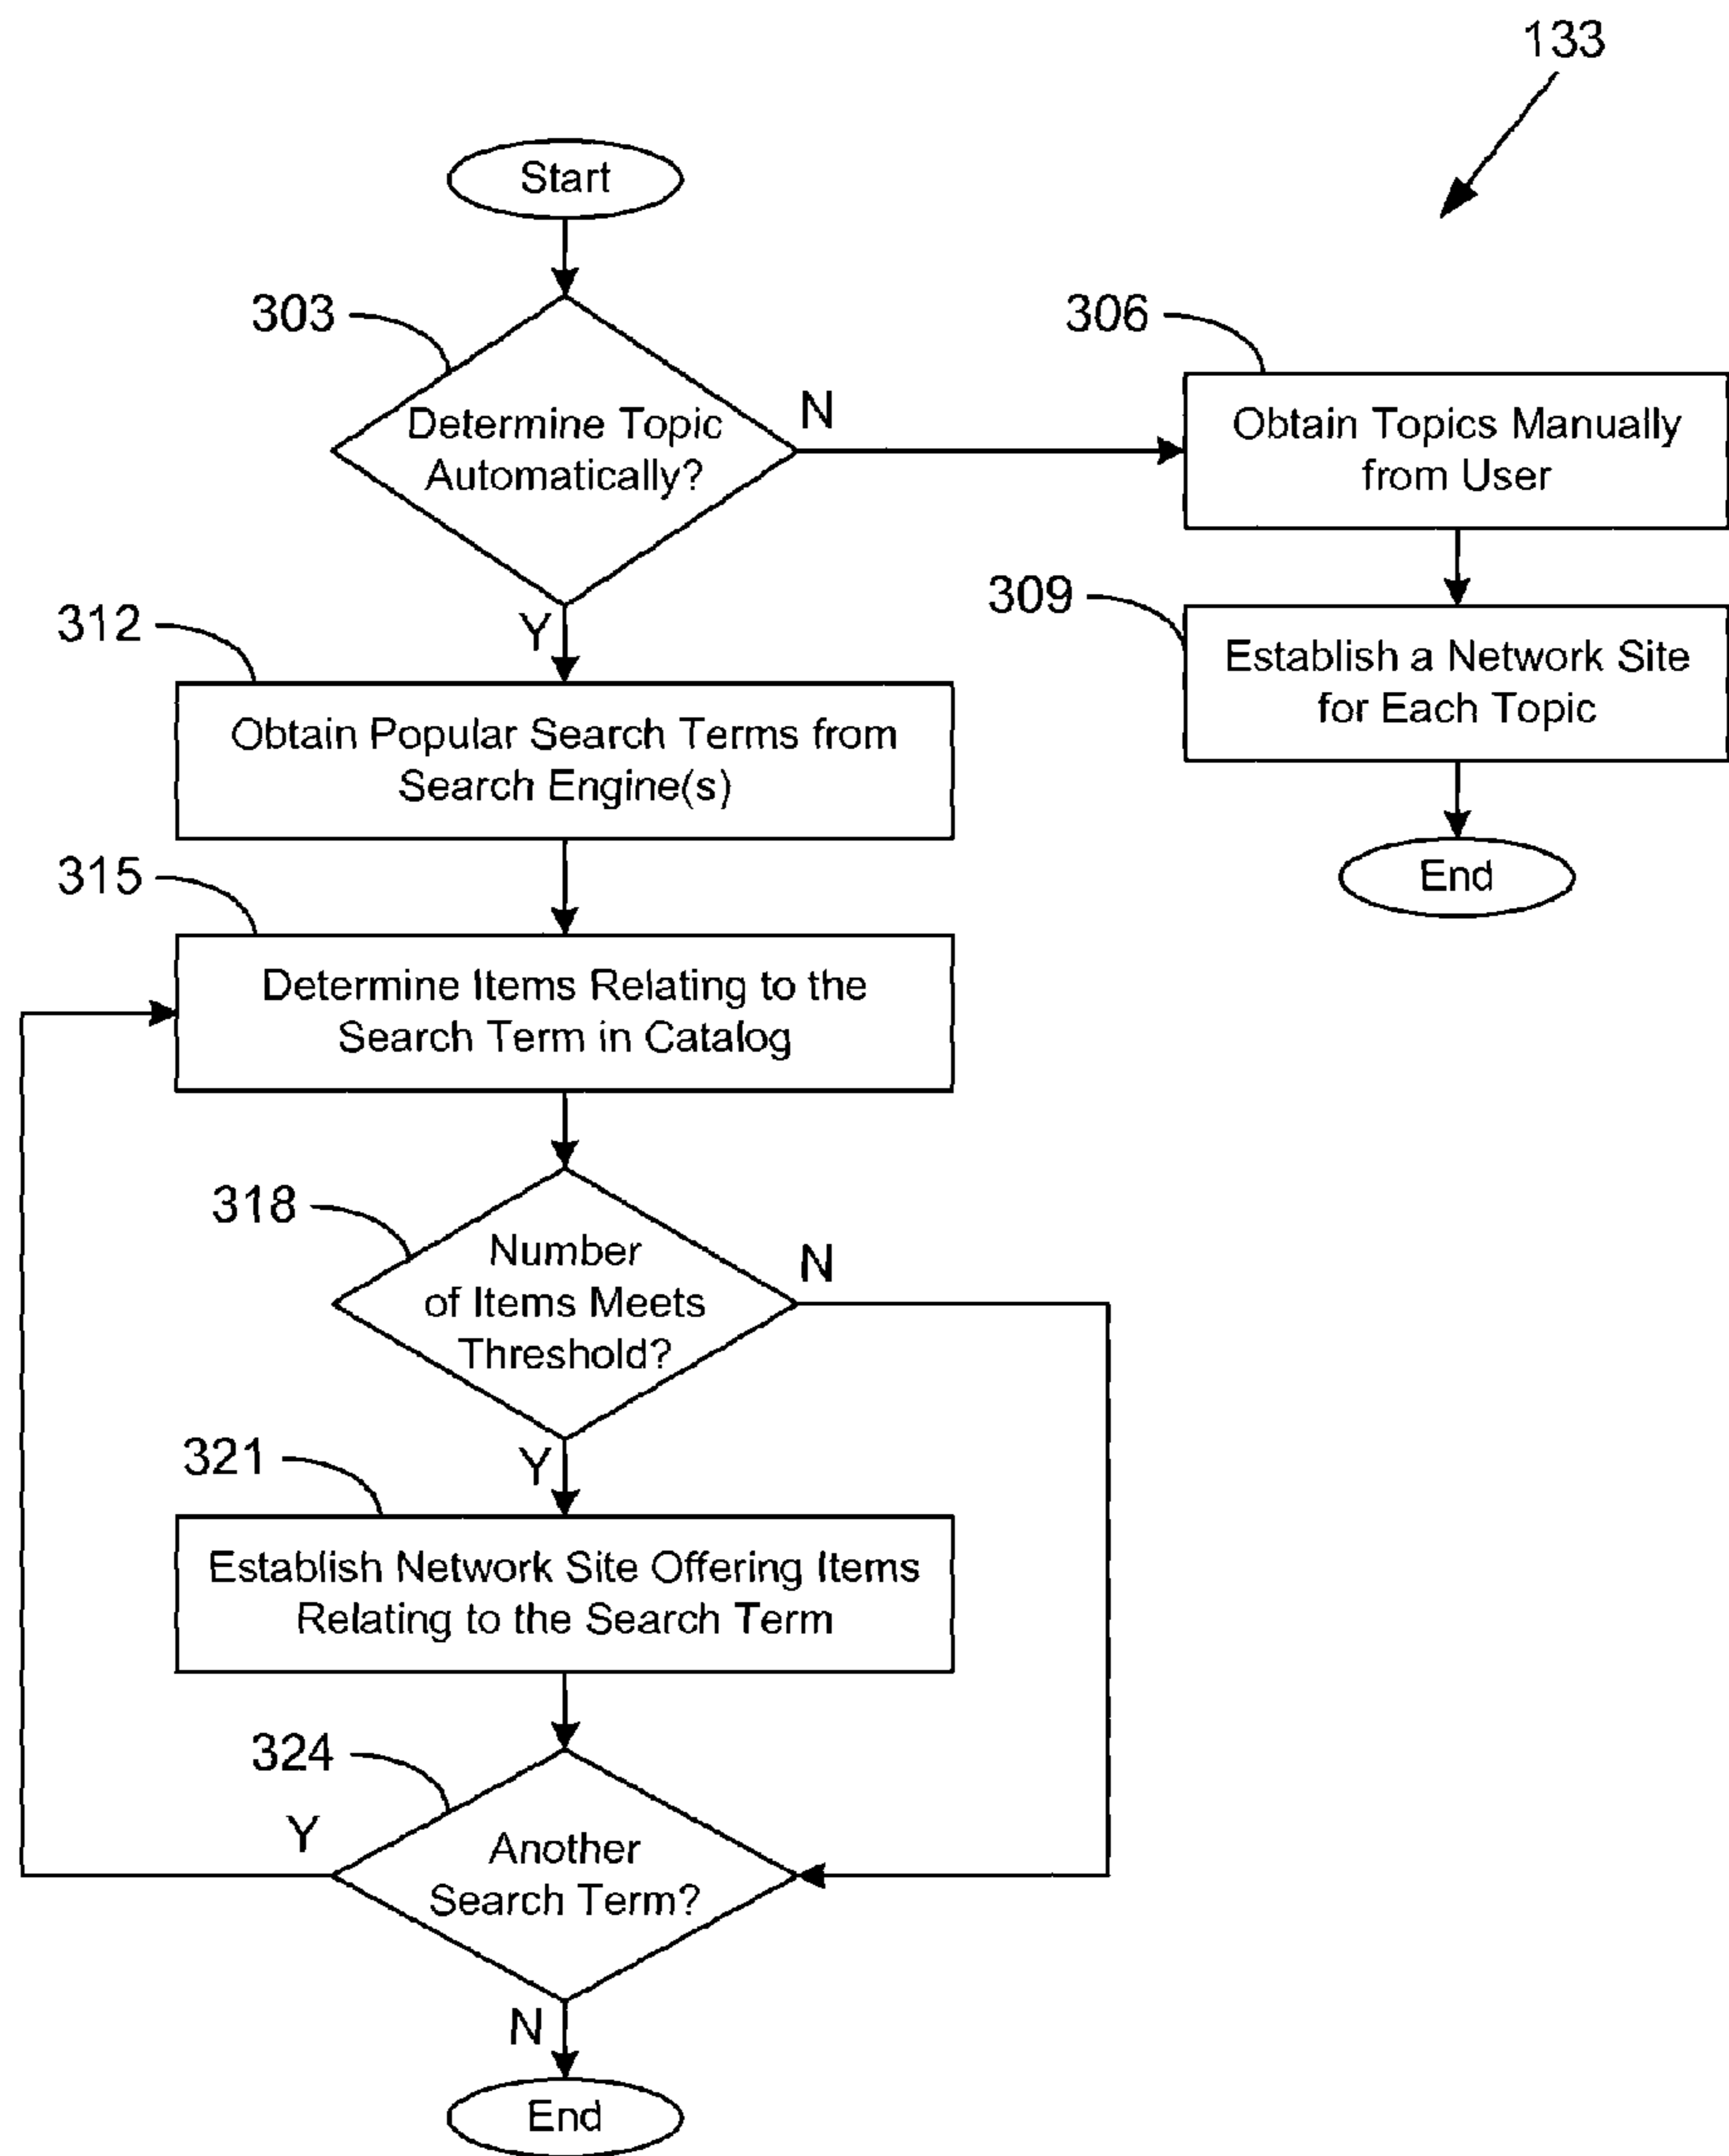 133
Start
303
Determine Topic
Automatically?
N
306
Obtain Topics Manually
from User
309
Establish a Network Site
for Each Topic
End
Y
312
Obtain Popular Search Terms from
Search Engine(s)
315
Determine Items Relating to the
Search Term in Catalog
318
Number
of Items Meets
Threshold?
N
Y
321
Establish Network Site Offering Items
Relating to the Search Term
324
Another
Search Term?
Y
N
End